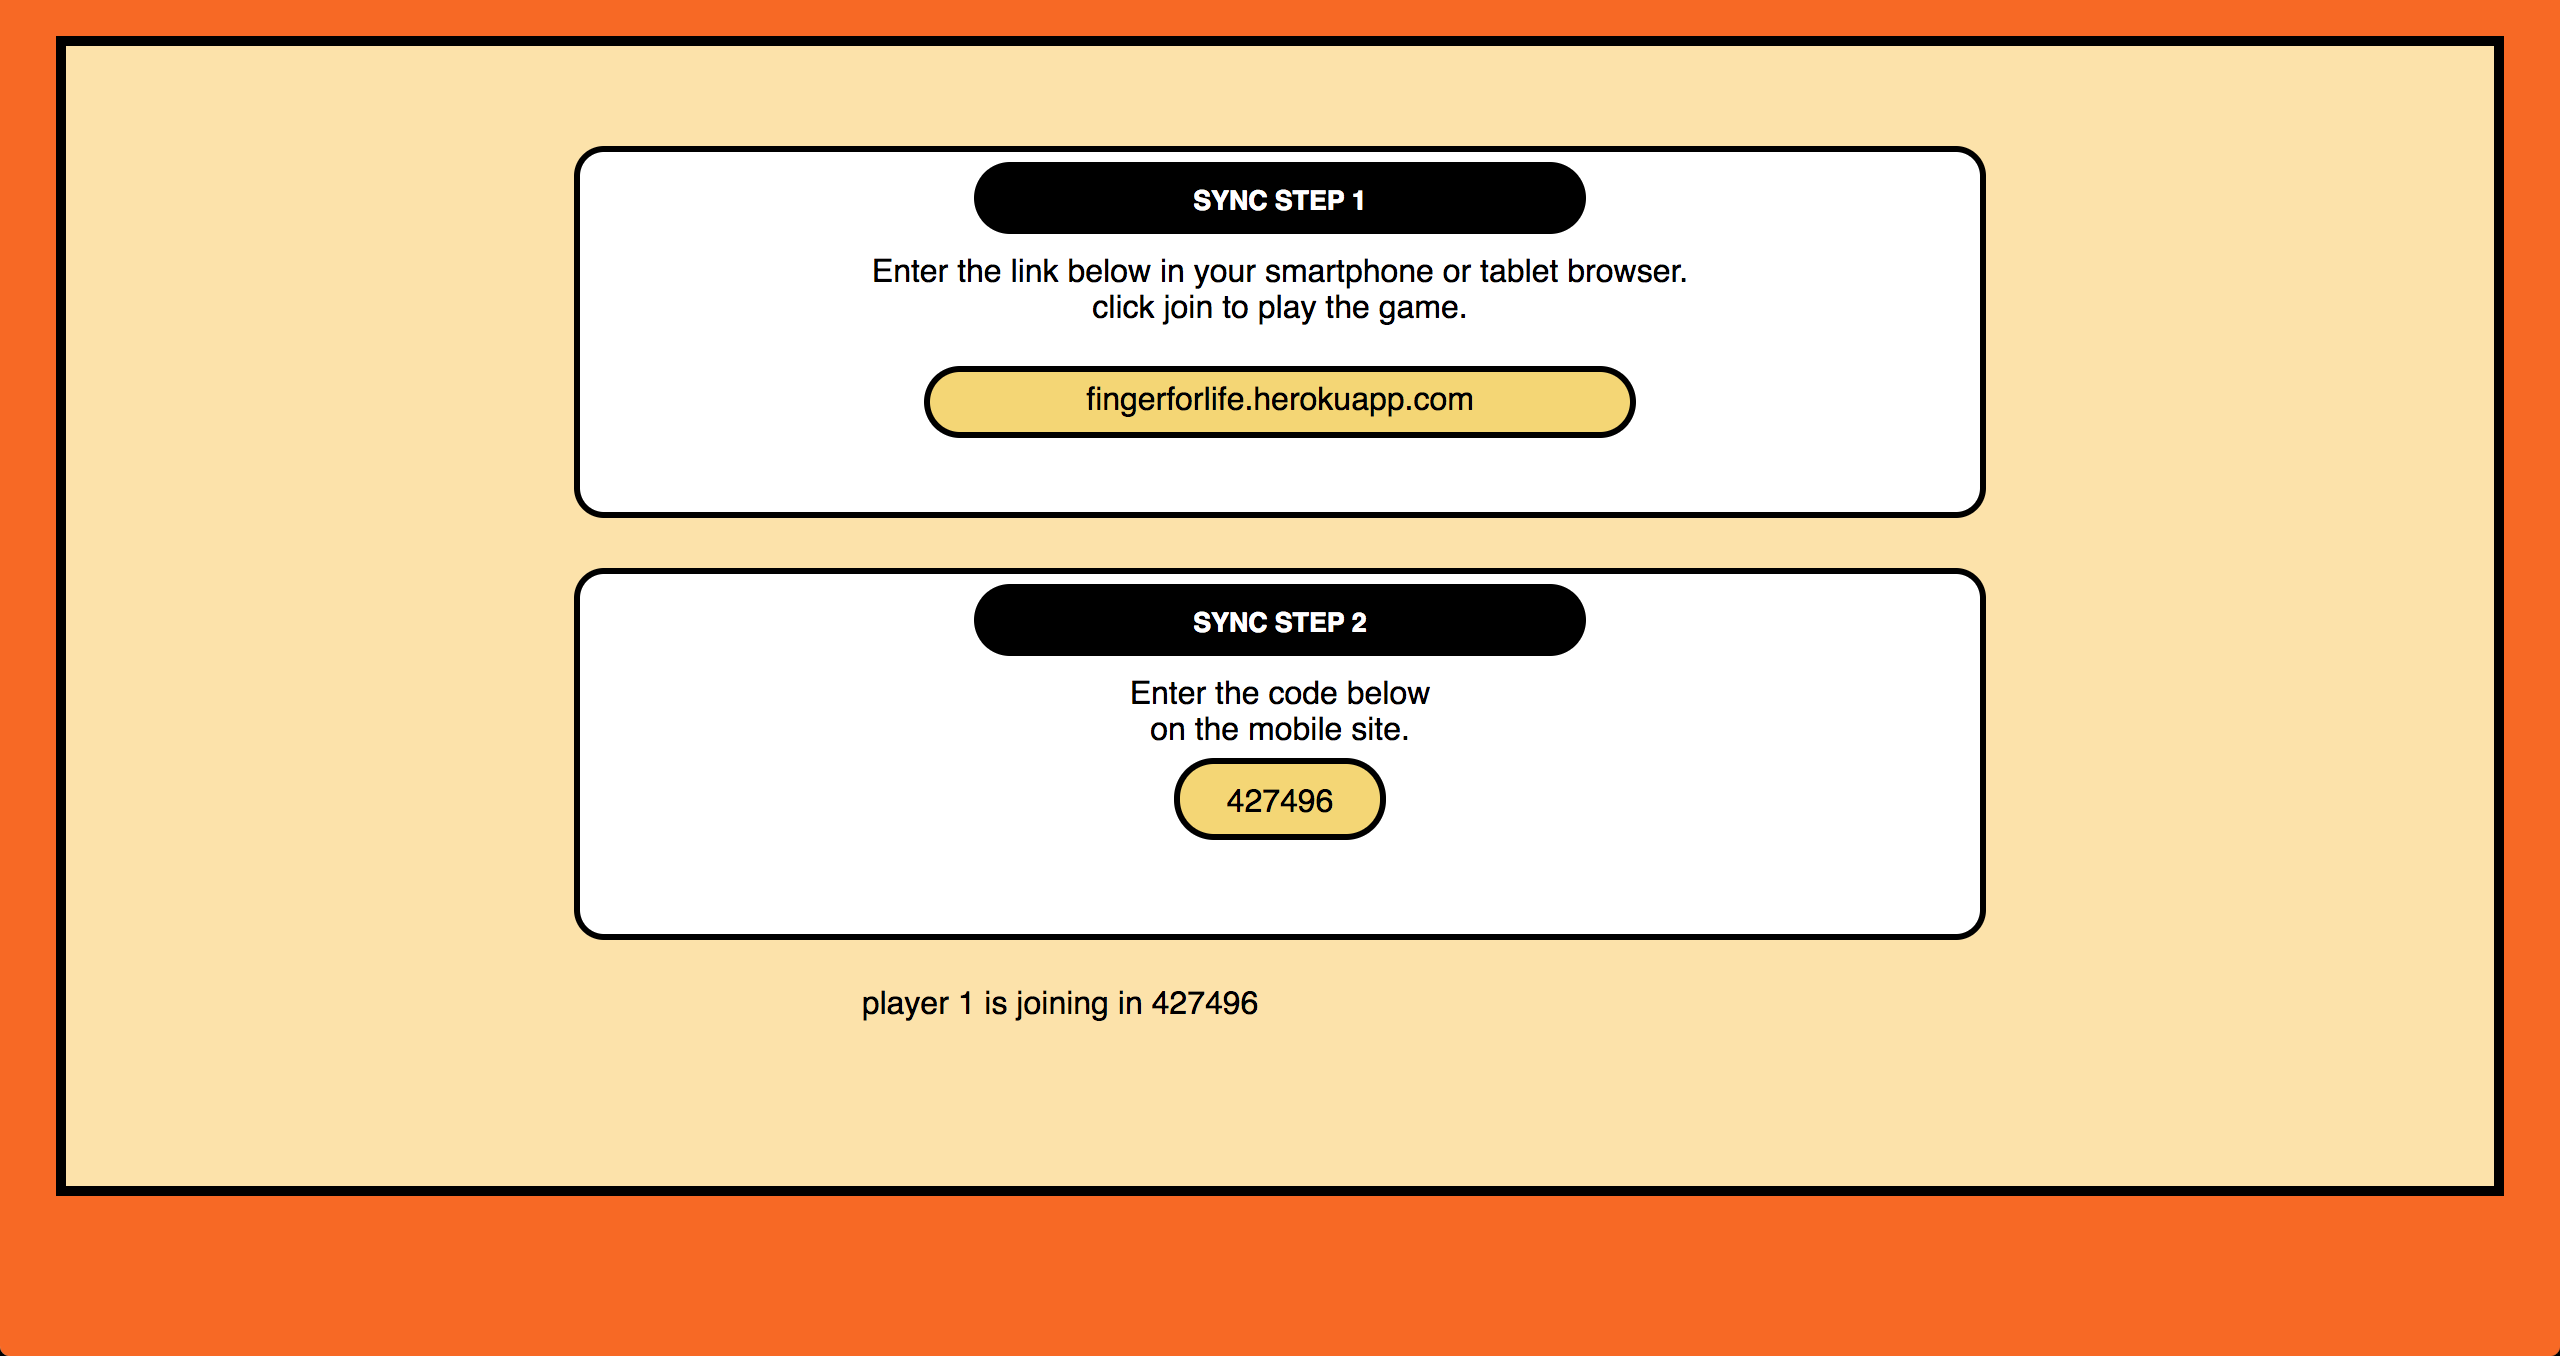 SYNC STEP 1
Enter the link below in your smartphone or tablet browser.
click join to play the game.
fingerforlife.herokuapp.com
SYNC STEP 2
Enter the code below
on the mobile site.
427496
player 1 is joining in 427496